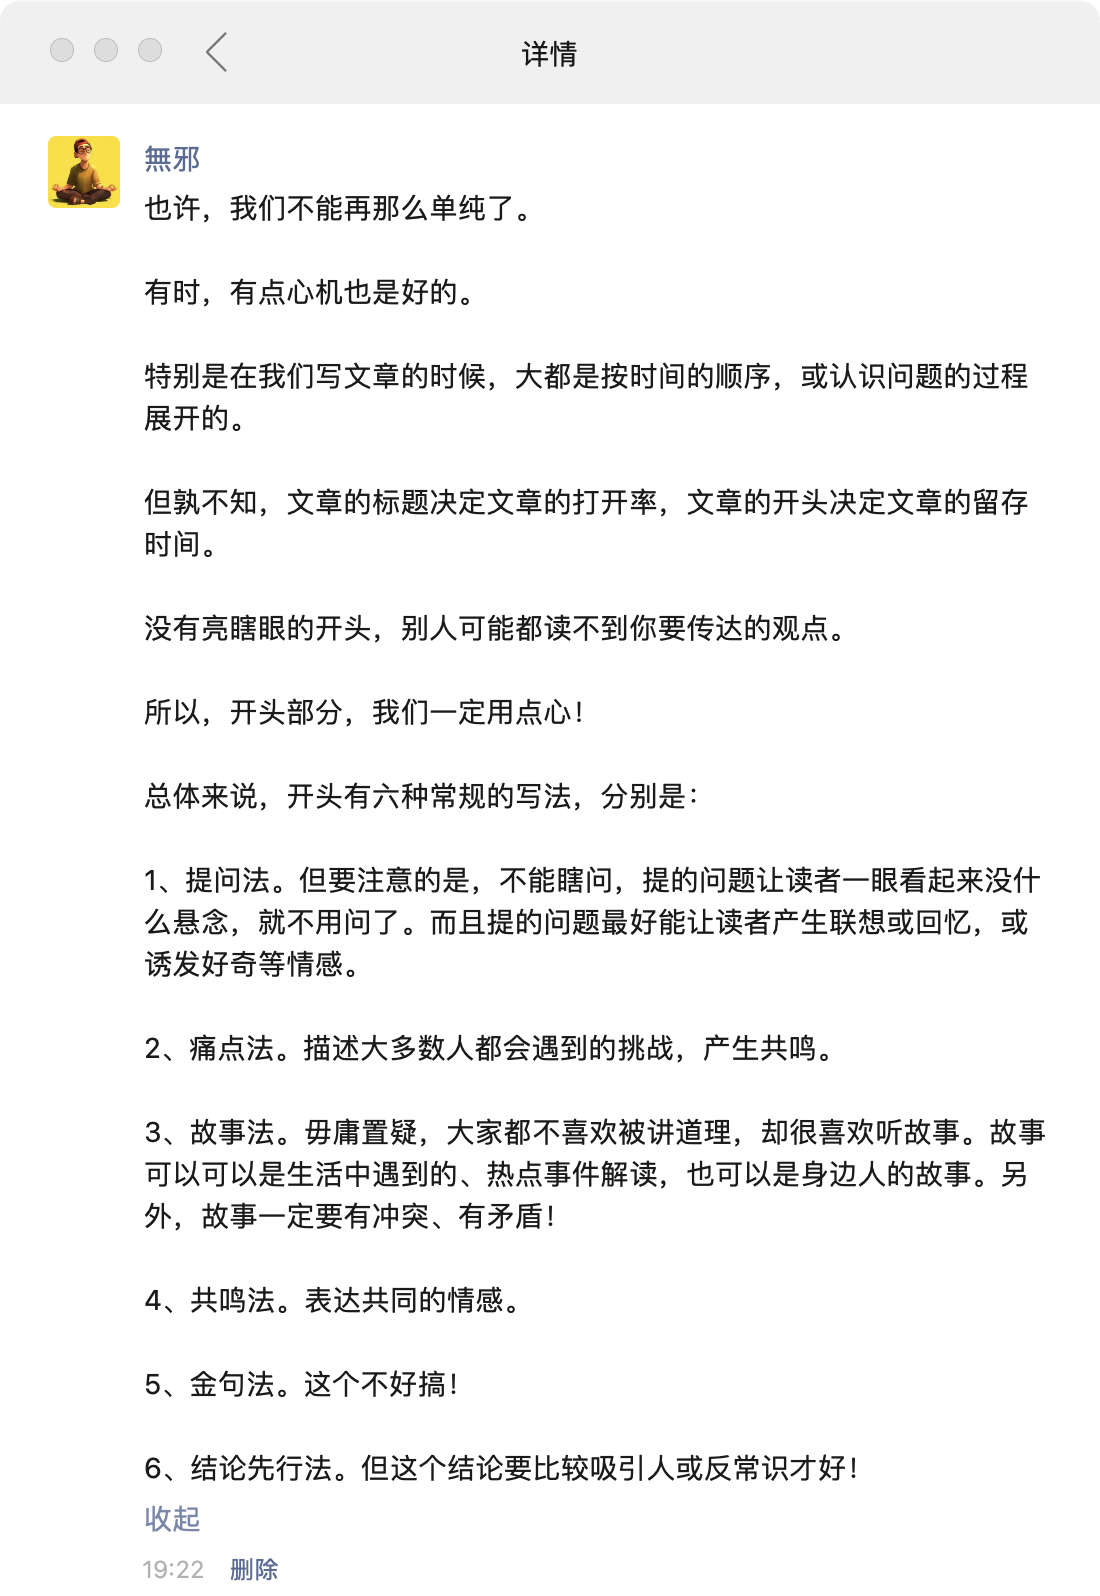 详情
無邪
也许，我们不能再那么单纯了。
有时，有点心机也是好的。
特别是在我们写文章的时候，大都是按时间的顺序，或认识问题的过程
展开的。
但孰不知，文章的标题决定文章的打开率，文章的开头决定文章的留存
时间。
没有亮瞎眼的开头，别人可能都读不到你要传达的观点。
所以，开头部分，我们一定用点心！
总体来说，开头有六种常规的写法，分别是：
1、提问法。但要注意的是，不能瞎问，提的问题让读者一眼看起来没什
么悬念，就不用问了。而且提的问题最好能让读者产生联想或回忆，或
诱发好奇等情感。
2、痛点法。描述大多数人都会遇到的挑战，产生共鸣。
3、故事法。毋庸置疑，大家都不喜欢被讲道理，却很喜欢听故事。故事
可以可以是生活中遇到的、热点事件解读，也可以是身边人的故事。另
外，故事一定要有冲突、有矛盾！
4、共鸣法。表达共同的情感。
5、金句法。这个不好搞！
6、结论先行法。但这个结论要比较吸引人或反常识才好！
收起
19:22 删除